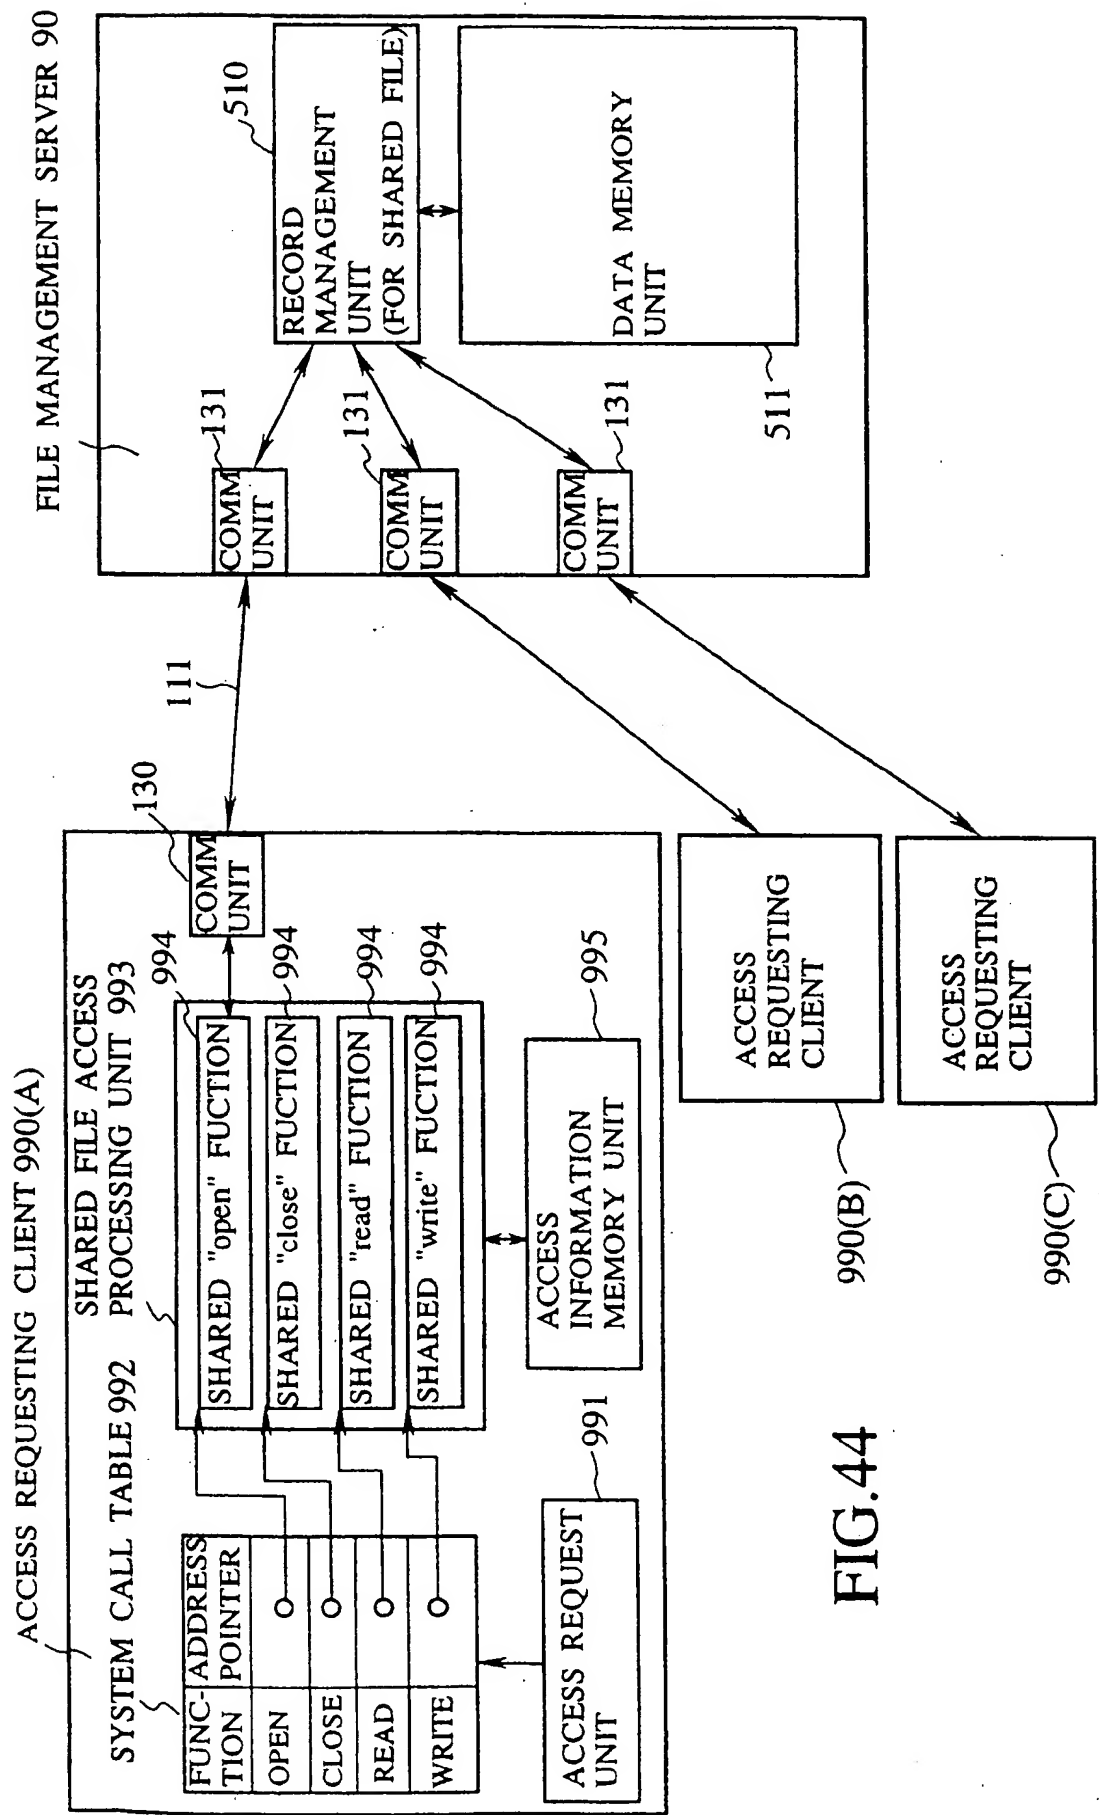 ACCESS REQUESTING CLIENT 990(A)
SYSTEM CALL TABLE 992
FUNC-
TION
ADDRESS
POINTER
OPEN
CLOSE
READ
WRITE
ACCESS REQUEST
UNIT
991
SHARED FILE ACCESS
PROCESSING UNIT 993
SHARED "open" FUCTION
994
SHARED "close" FUCTION
994
SHARED "read" FUCTION
994
SHARED "write" FUCTION
994
ACCESS
INFORMATION
MEMORY UNIT
995
COMM
UNIT
130
111
ACCESS
REQUESTING
CLIENT
990(B)
ACCESS
REQUESTING
CLIENT
990(C)
FILE MANAGEMENT SERVER 90
COMM
UNIT
131
COMM
UNIT
131
COMM
UNIT
131
RECORD
MANAGEMENT
UNIT
(FOR SHARED FILE)
510
DATA MEMORY
UNIT
511
FIG.44